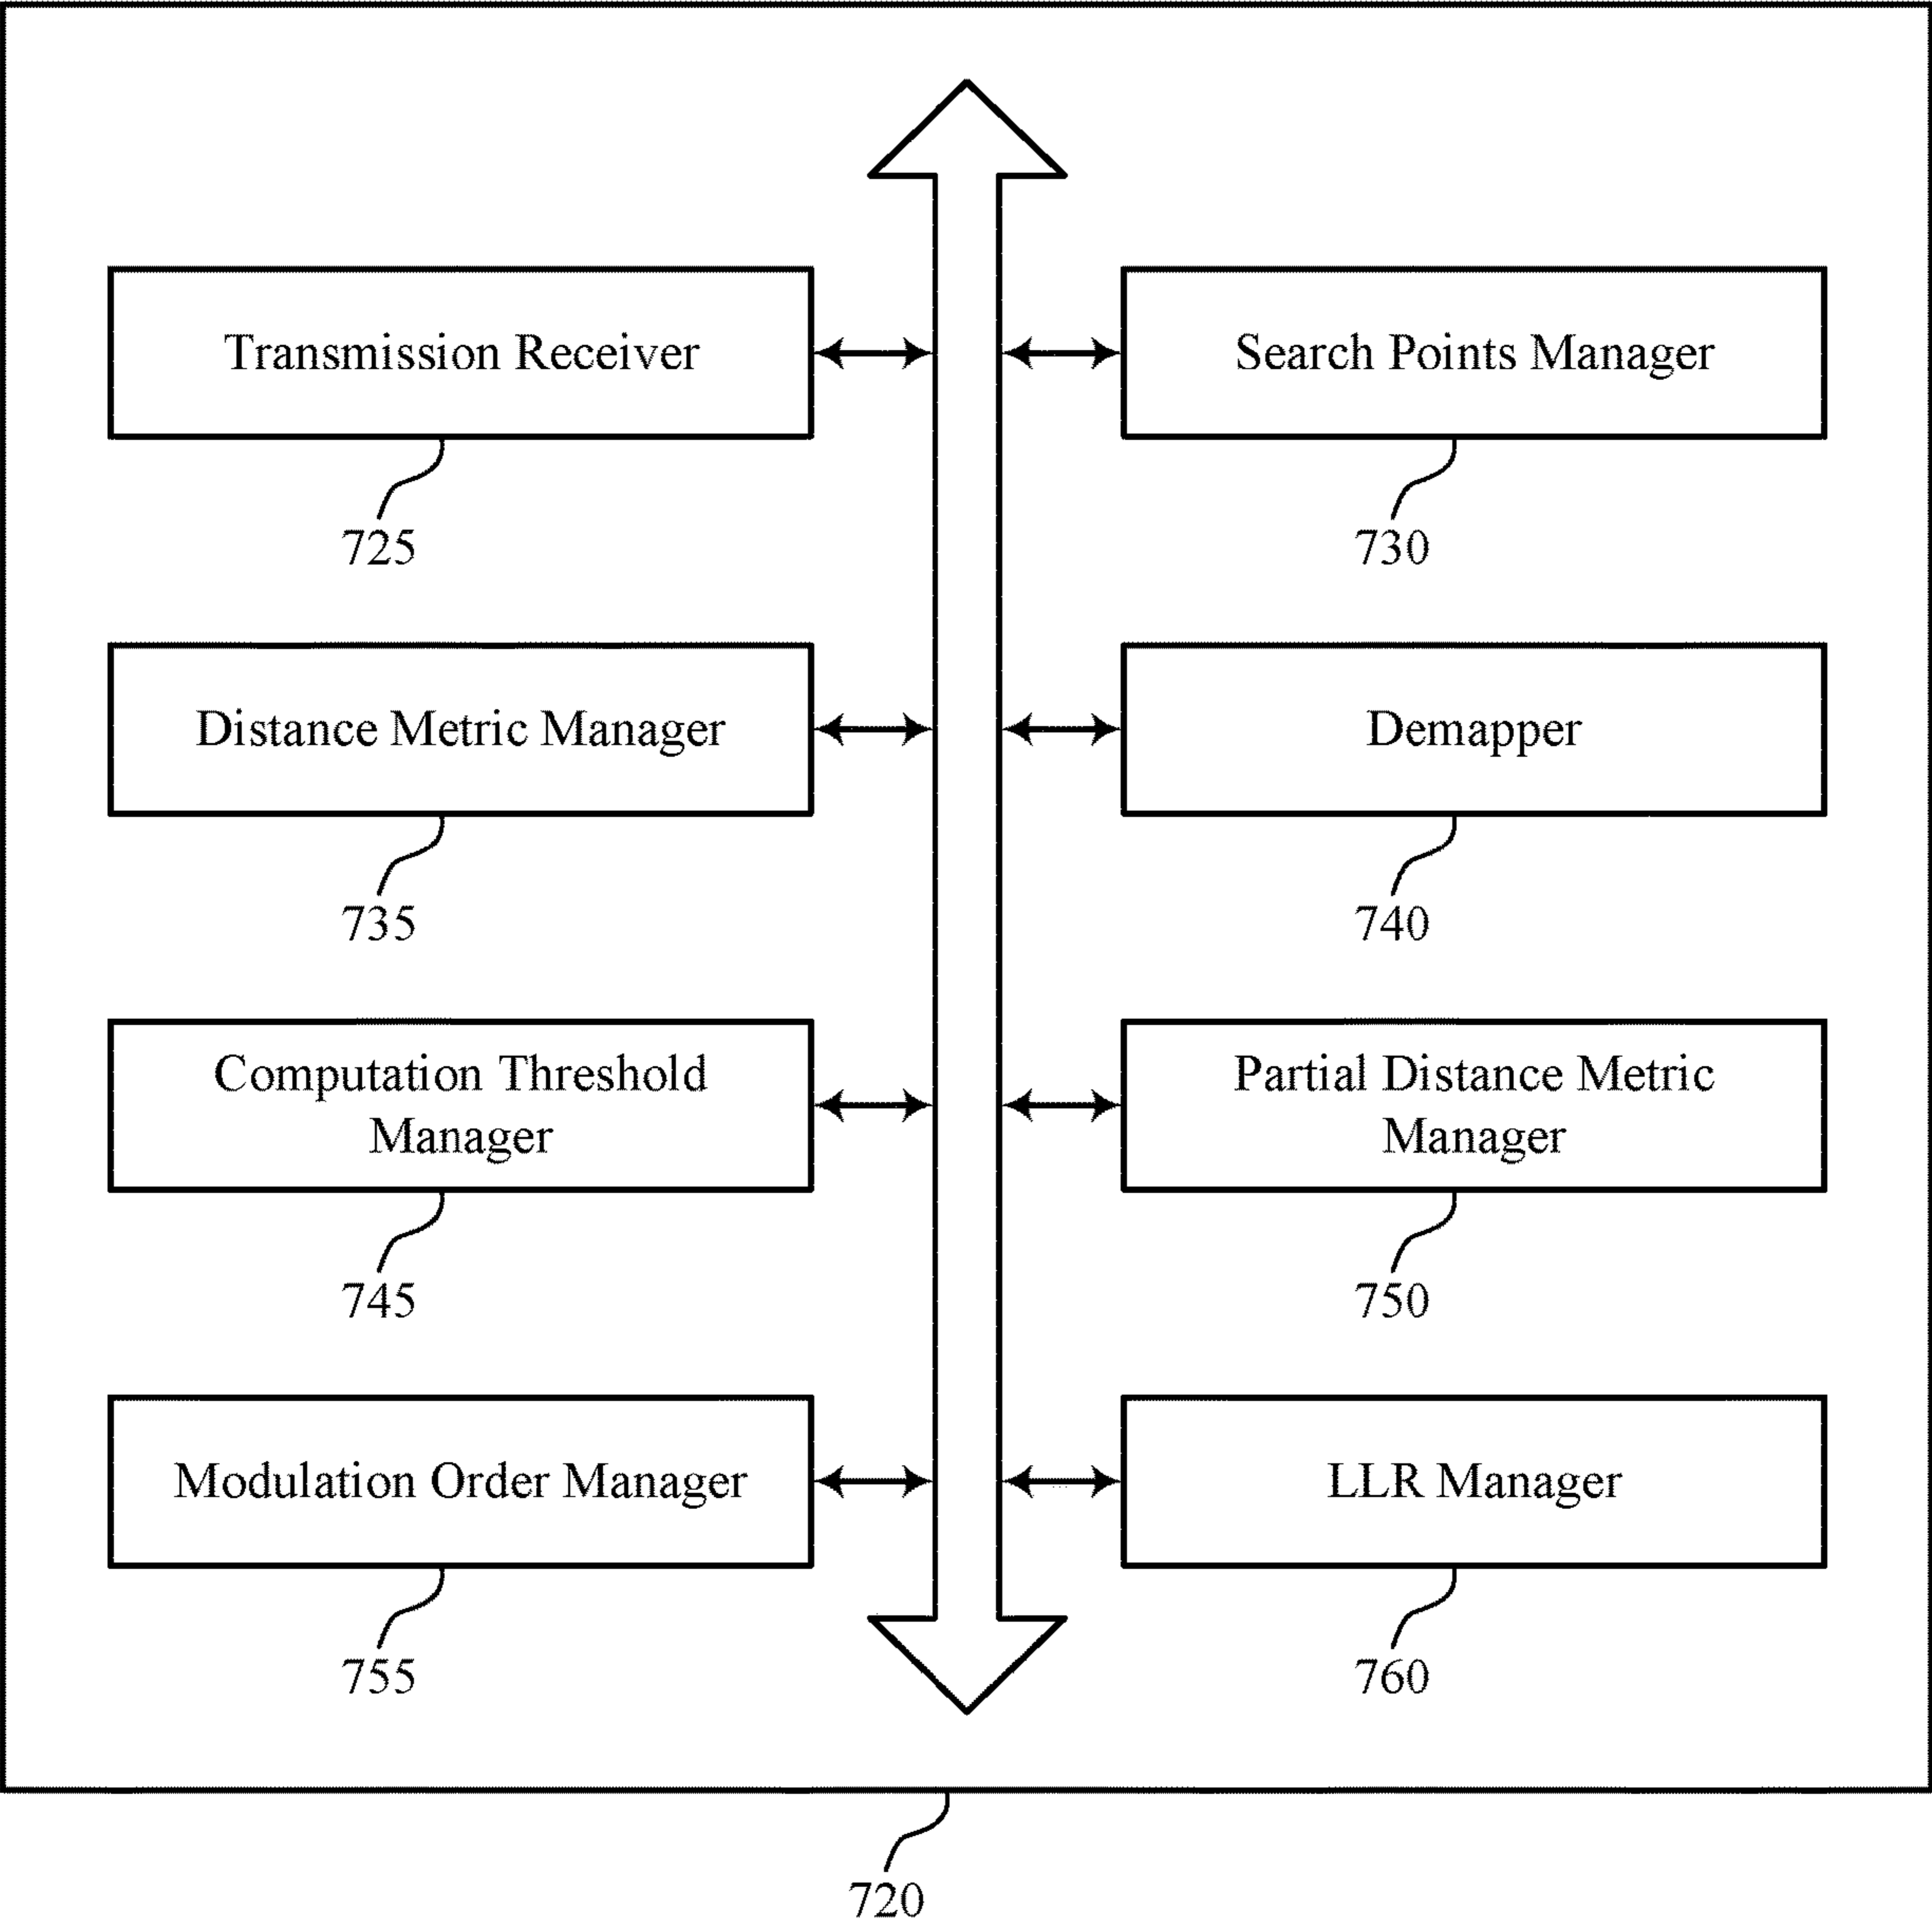 Transmission Receiver
Search Points Manager
725
730
Distance Metric Manager
Demapper
735
740
Computation Threshold
Manager
Partial Distance Metric
Manager
745
750
Modulation Order Manager
LLR Manager
755
760
720